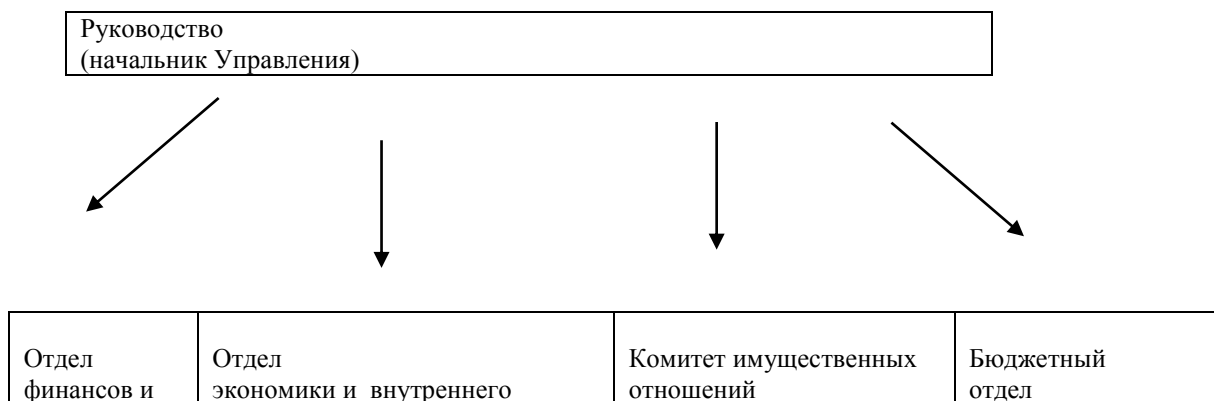 Руководство
(начальник Управления)
Отдел
финансов и
Отдел
экономики и внутреннего
Комитет имущественных
отношений
Бюджетный
отдел